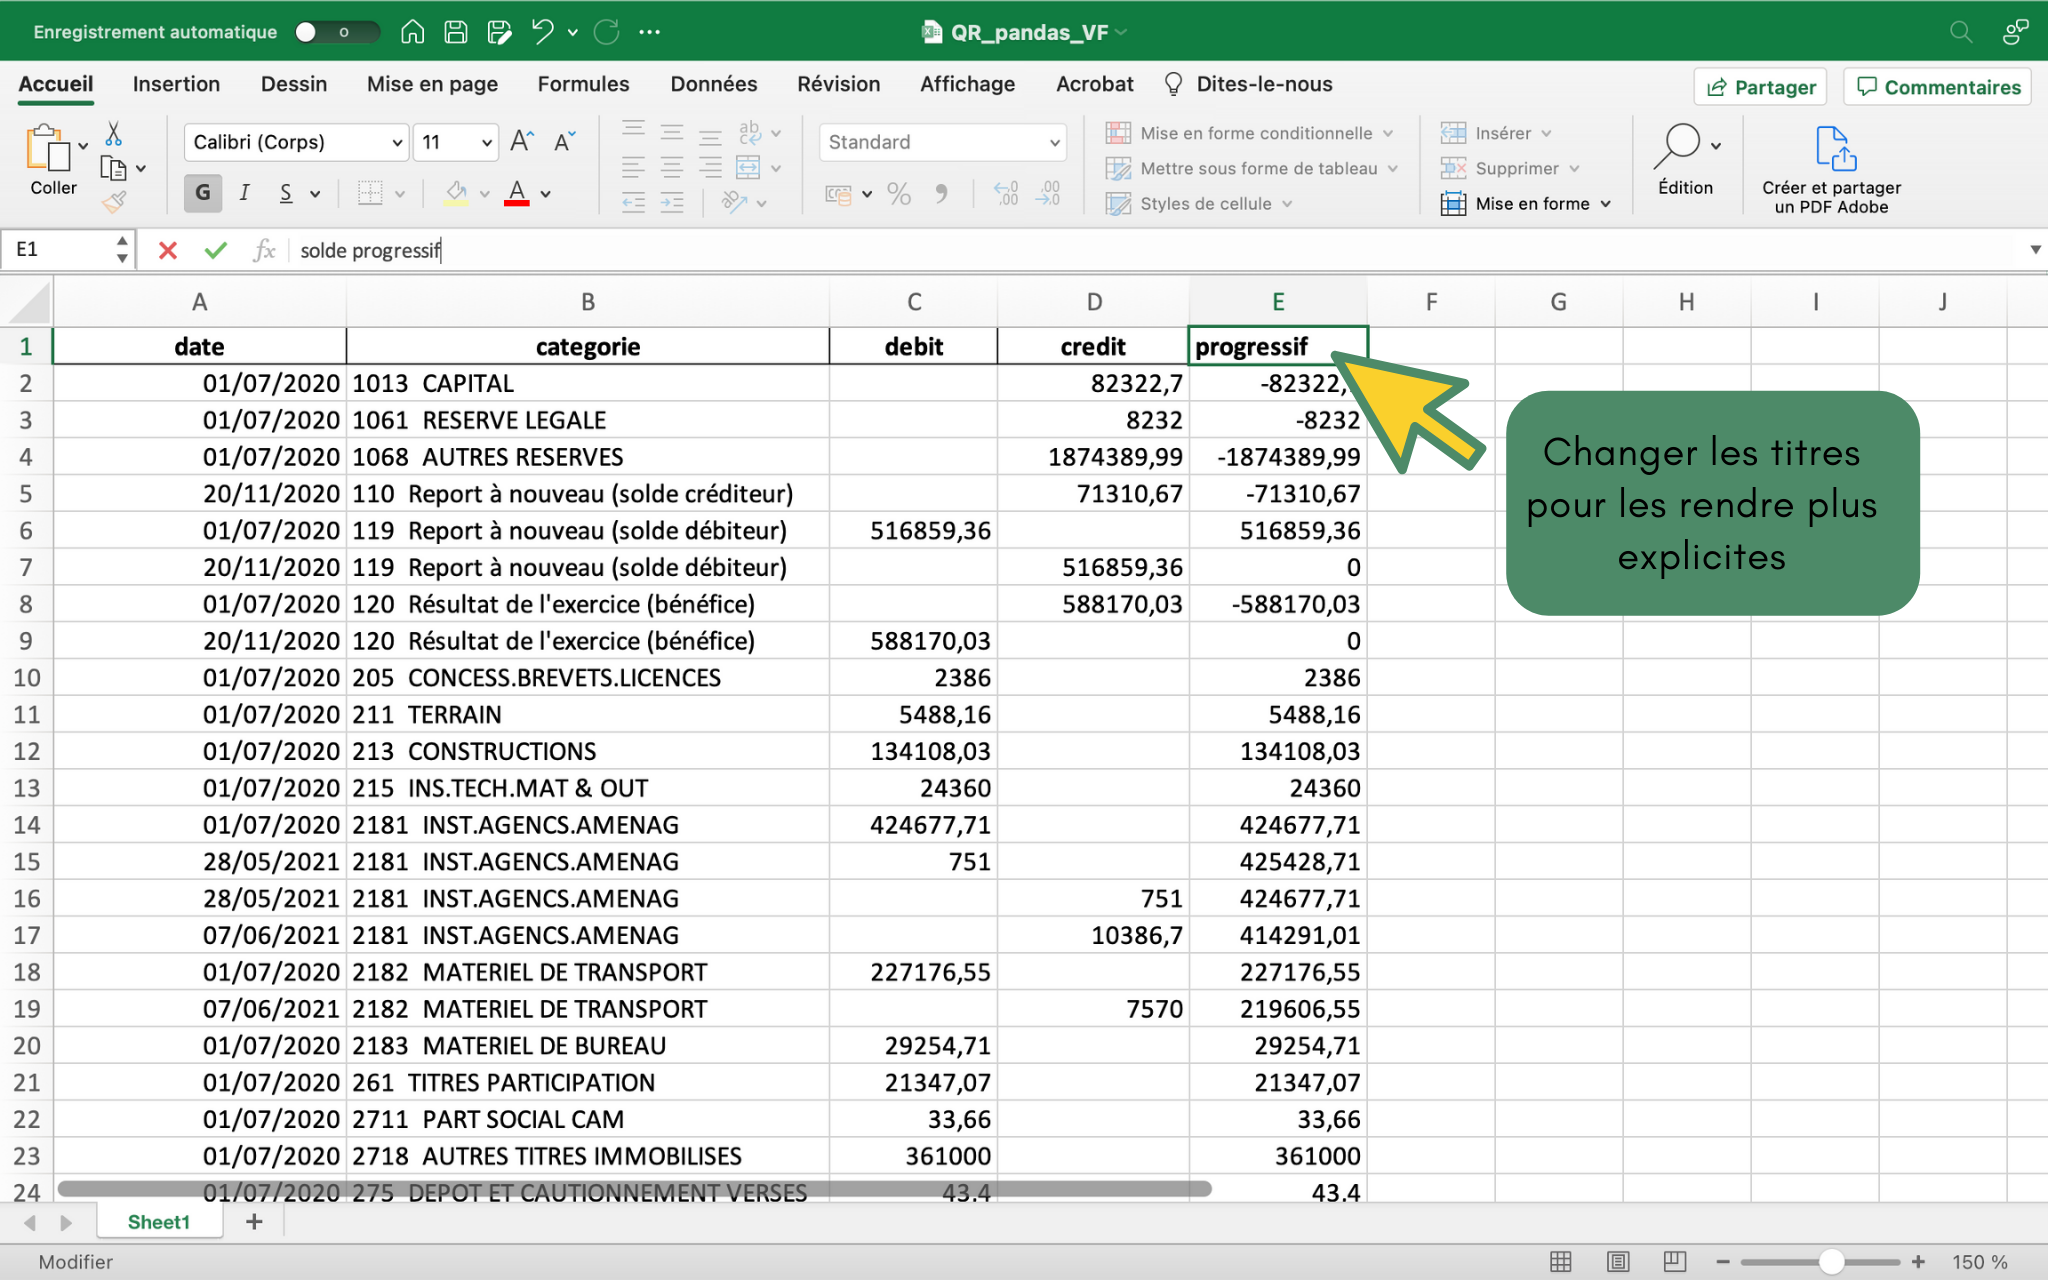 Enregistrement automatique 0 QR_pandas_VF
Accueil Insertion Dessin Mise en page Formules Données Révision Affichage Acrobat Dites-le-nous Partager Commentaires
Coller Calibri (Corps) 11 A A ab Standard Mise en forme conditionnelle Insérer
Mettre sous forme de tableau Supprimer
G I S A % Styles de cellule Mise en forme
Édition
Créer et partager
un PDF Adobe
E1 fx solde progressif
A B C D E F G H I J
1 date categorie debit credit progressif
2 01/07/2020 1013 CAPITAL 82322,7 -82322,
3 01/07/2020 1061 RESERVE LEGALE 8232 -8232
4 01/07/2020 1068 AUTRES RESERVES 1874389,99 -1874389,99
5 20/11/2020 110 Report à nouveau (solde créditeur) 71310,67 -71310,67
6 01/07/2020 119 Report à nouveau (solde débiteur) 516859,36 516859,36
7 20/11/2020 119 Report à nouveau (solde débiteur) 516859,36 0
8 01/07/2020 120 Résultat de l'exercice (bénéfice) 588170,03 -588170,03
9 20/11/2020 120 Résultat de l'exercice (bénéfice) 588170,03 0
10 01/07/2020 205 CONCESS.BREVETS.LICENCES 2386 2386
11 01/07/2020 211 TERRAIN 5488,16 5488,16
12 01/07/2020 213 CONSTRUCTIONS 134108,03 134108,03
13 01/07/2020 215 INS.TECH.MAT & OUT 24360 24360
14 01/07/2020 2181 INST.AGENCS.AMENAG 424677,71 424677,71
15 28/05/2021 2181 INST.AGENCS.AMENAG 751 425428,71
16 28/05/2021 2181 INST.AGENCS.AMENAG 751 424677,71
17 07/06/2021 2181 INST.AGENCS.AMENAG 10386,7 414291,01
18 01/07/2020 2182 MATERIEL DE TRANSPORT 227176,55 227176,55
19 07/06/2021 2182 MATERIEL DE TRANSPORT 7570 219606,55
20 01/07/2020 2183 MATERIEL DE BUREAU 29254,71 29254,71
21 01/07/2020 261 TITRES PARTICIPATION 21347,07 21347,07
22 01/07/2020 2711 PART SOCIAL CAM 33,66 33,66
23 01/07/2020 2718 AUTRES TITRES IMMOBILISES 361000 361000
24 01/07/2020 275 DEPOT ET CAUTIONNEMENT VERSES 43,4 43,4
Changer les titres
pour les rendre plus
explicites
Sheet1
Modifier 150 %